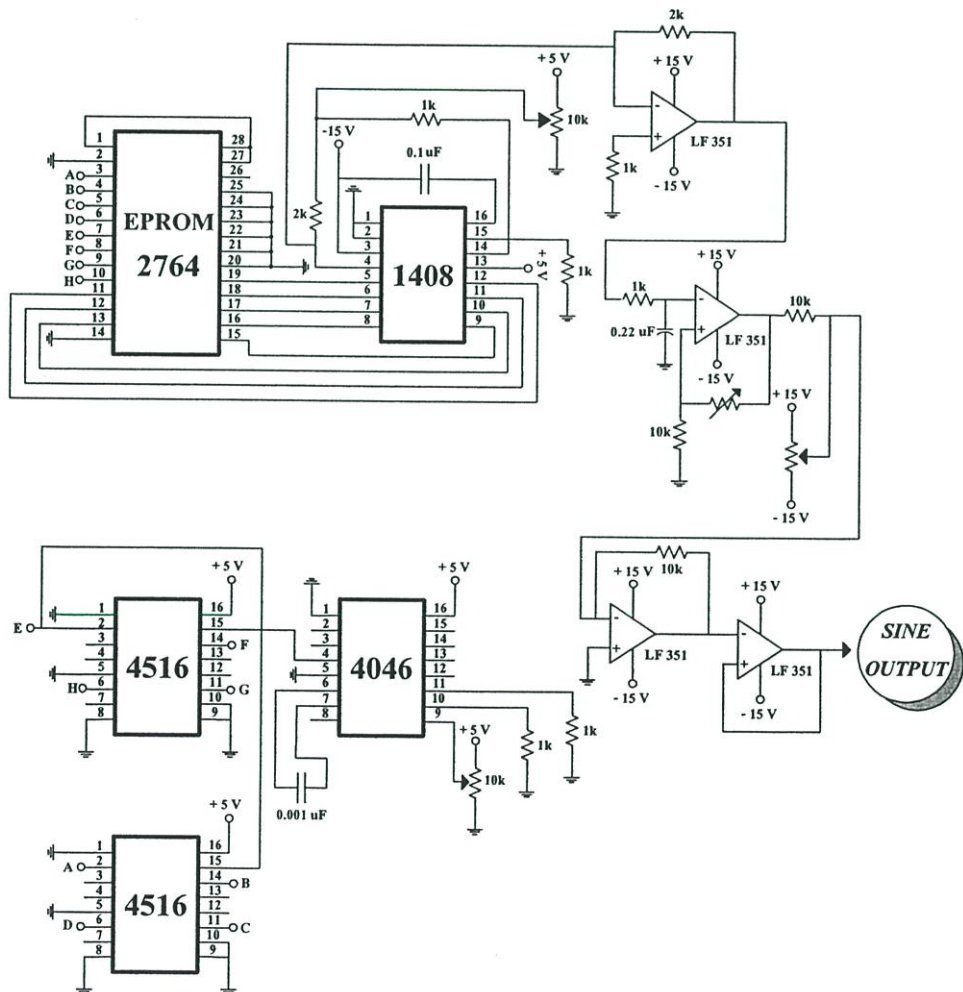 2k
+ 5 V
+ 15 V
1k
10k
-15 V
LF 351
0.1 uF
1k
- 15 V
1
2
3
4
5
6
7
8
9
10
11
12
13
14
A
B
C
D
E
F
G
H
EPROM
2764
28
27
26
25
24
23
22
21
20
19
18
17
16
15
2k
1
2
3
4
5
6
7
8
1408
16
15
14
13
12
11
10
9
+ 5 V
1k
+ 15 V
1k
10k
0.22 uF
LF 351
- 15 V
10k
+ 15 V
- 15 V
+ 5 V
E
H
1
2
3
4
5
6
7
8
4516
16
15
14
13
12
11
10
9
F
G
+ 5 V
1
2
3
4
5
6
7
8
4046
16
15
14
13
12
11
10
9
0.001 uF
+ 5 V
10k
1k
1k
10k
+ 15 V
LF 351
- 15 V
+ 15 V
LF 351
- 15 V
SINE
OUTPUT
+ 5 V
A
D
1
2
3
4
5
6
7
8
4516
16
15
14
13
12
11
10
9
B
C